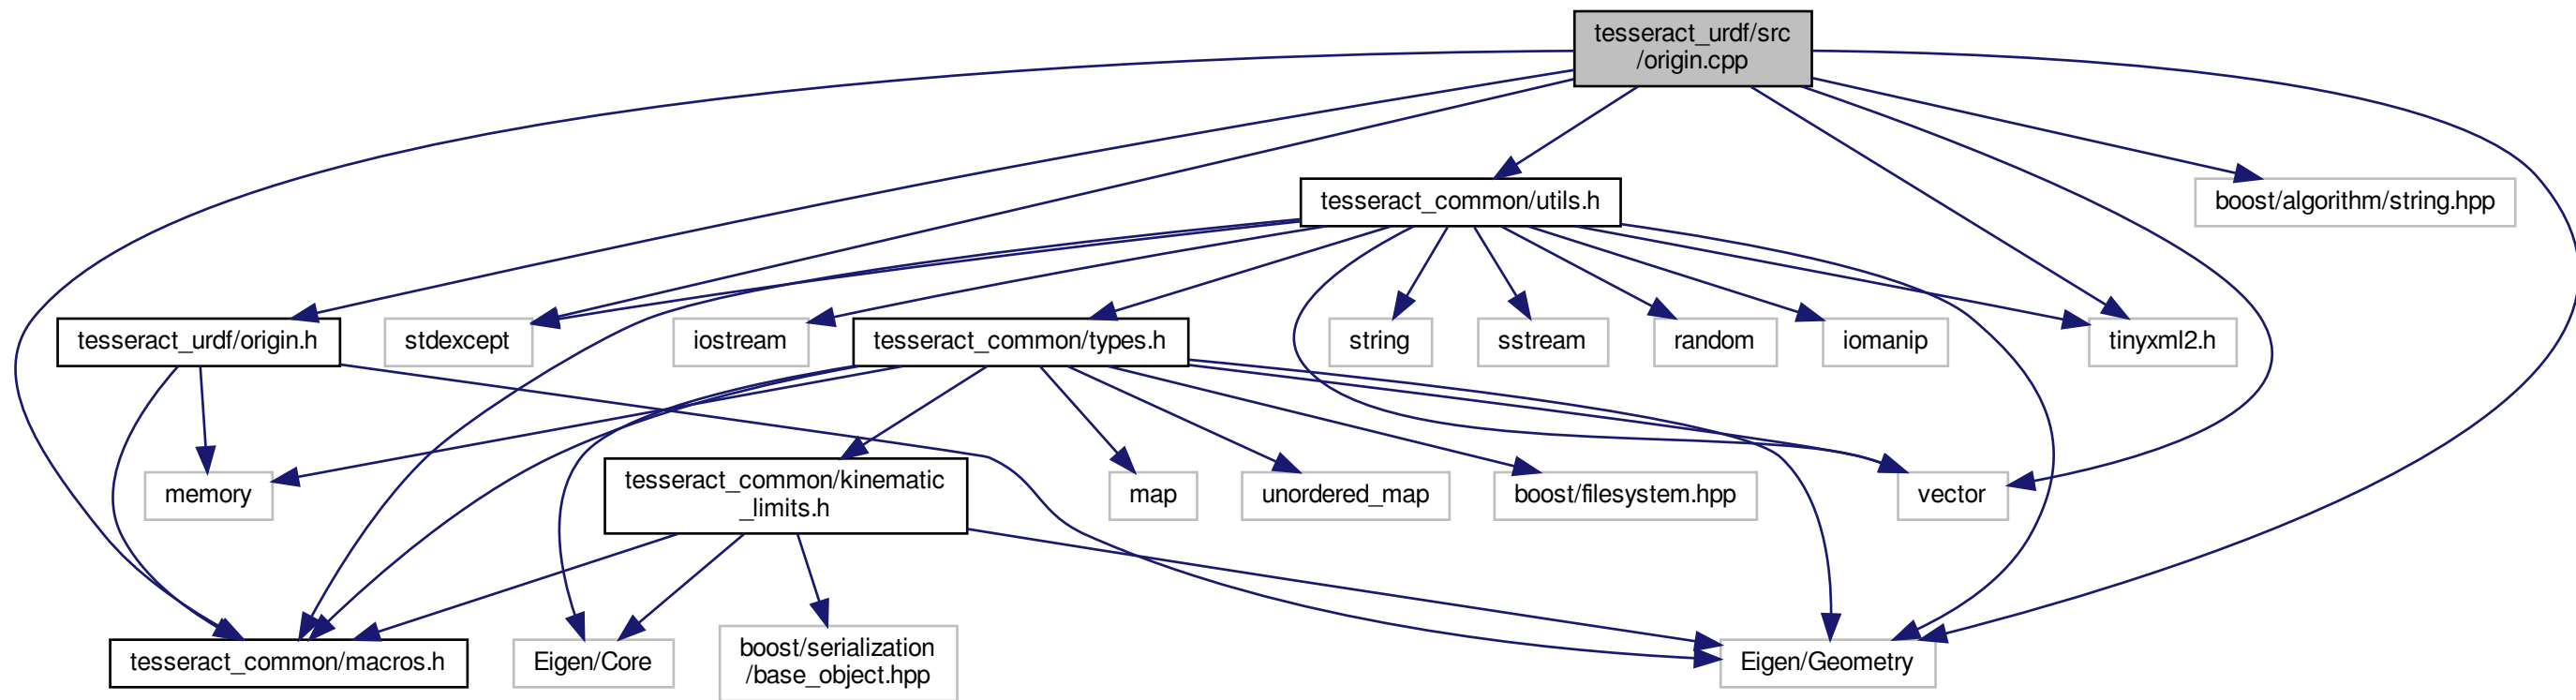 tesseract_urdf/src
/origin.cpp
tesseract_common/utils.h
boost/algorithm/string.hpp
tesseract_urdf/origin.h
stdexcept
iostream
tesseract_common/types.h
string
sstream
random
iomanip
tinyxml2.h
memory
tesseract_common/kinematic
_limits.h
map
unordered_map
boost/filesystem.hpp
vector
tesseract_common/macros.h
Eigen/Core
boost/serialization
/base_object.hpp
Eigen/Geometry